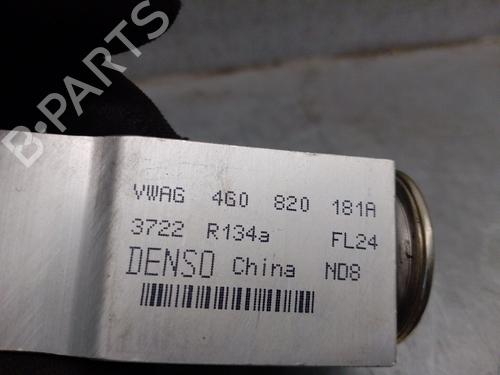 B-PARTS
VWAG 4G0 820 181A
3722 R134a FL24
DENSO China ND8